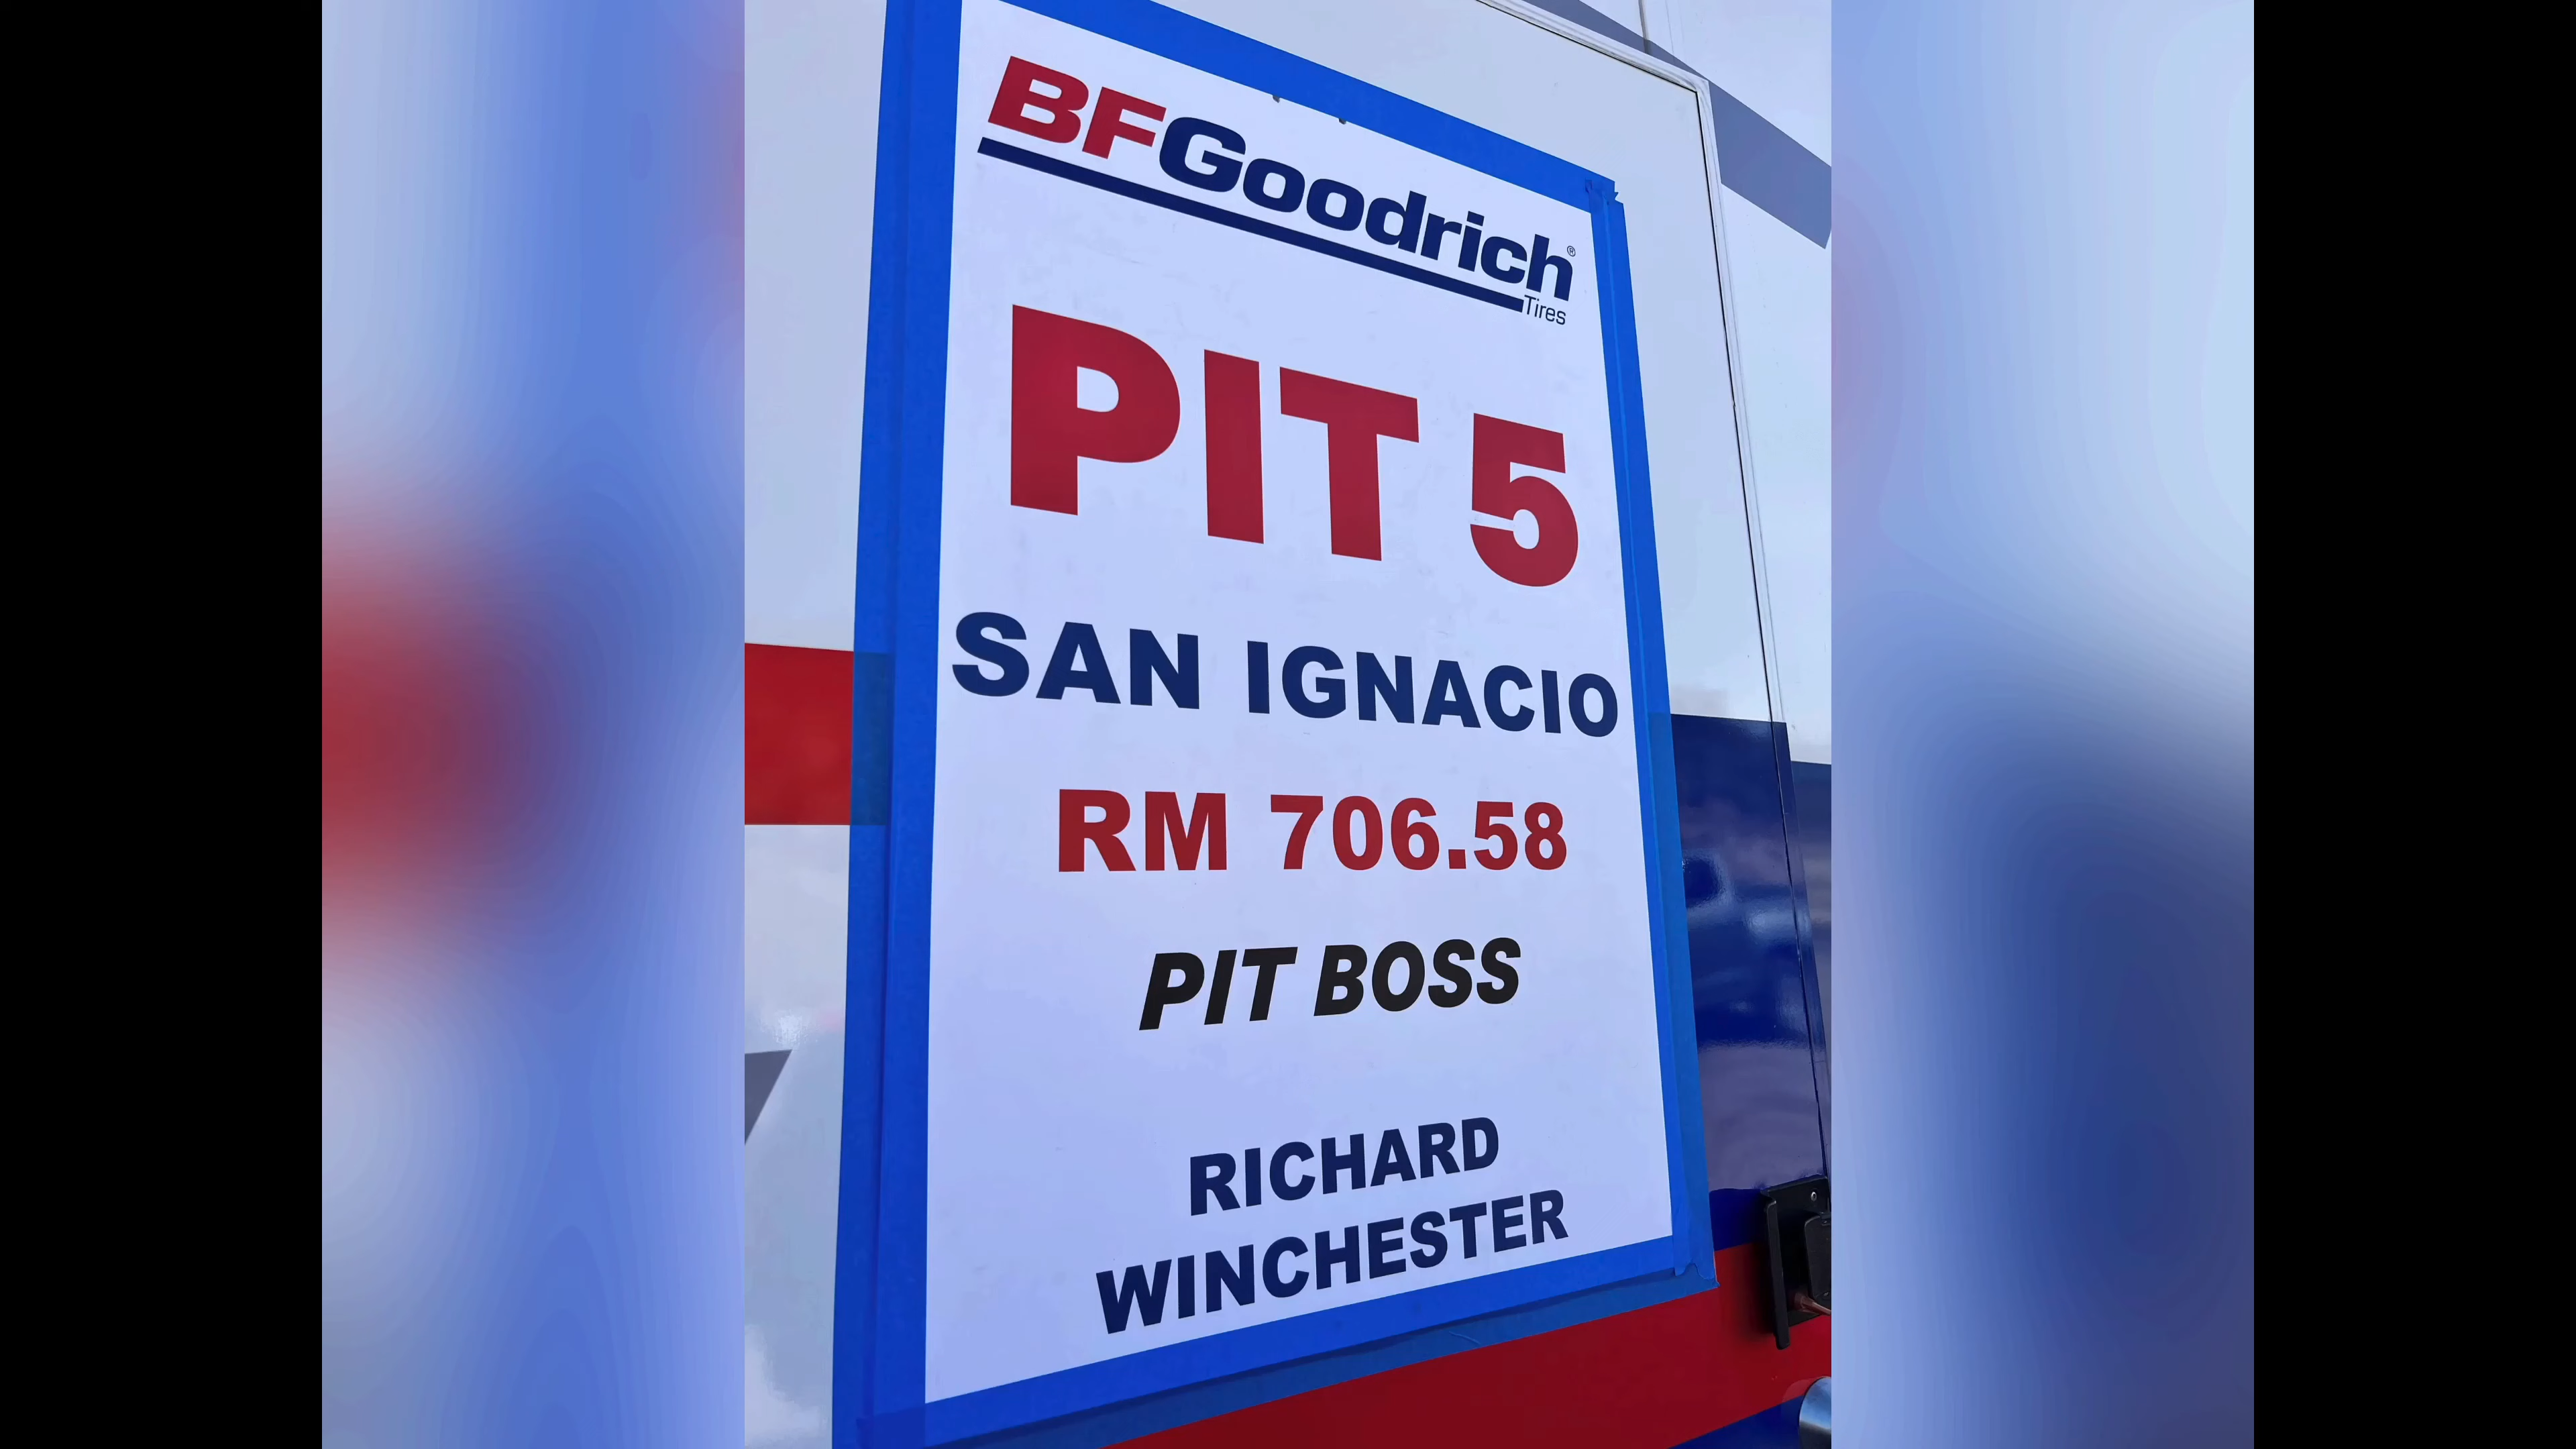 BFGoodrich®
Tires
PIT 5
SAN IGNACIO
RM 706.58
PIT BOSS
RICHARD
WINCHESTER